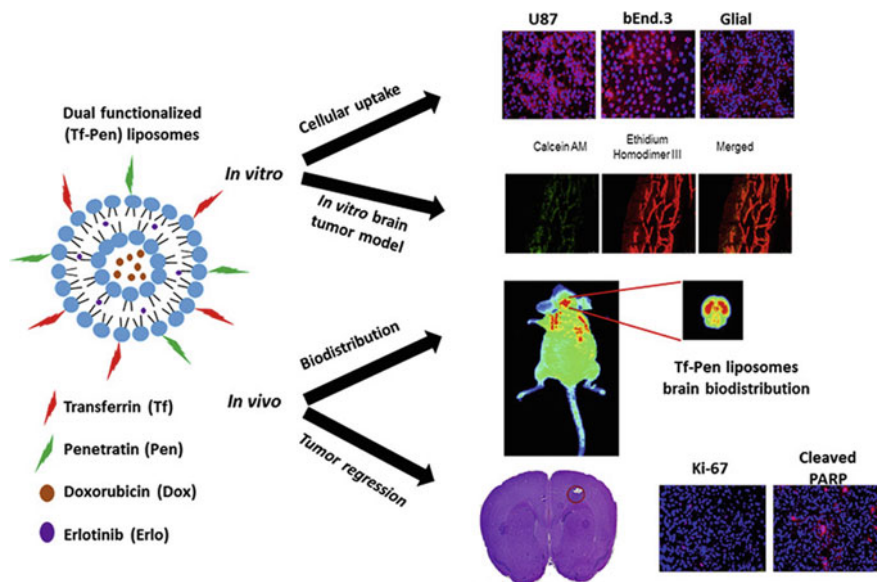 Dual functionalized
(Tf-Pen) liposomes
Transferrin (Tf)
Penetratin (Pen)
Doxorubicin (Dox)
Erlotinib (Erlo)
In vitro
Cellular uptake
In vitro brain
tumor model
In vivo
Biodistribution
Tumor regression
U87 bEnd.3 Glial
Calcein AM
Ethidium
Homodimer III
Merged
Tf-Pen liposomes
brain biodistribution
Ki-67
Cleaved
PARP